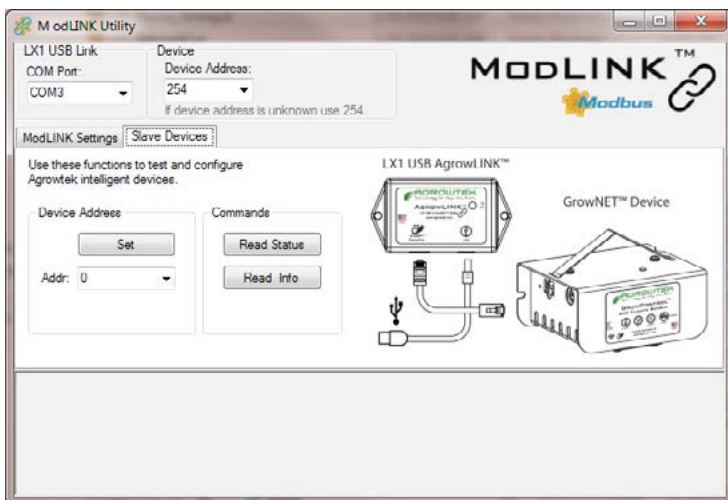 ModLINK Utility
LX1 USB Link
COM Port:
COM3
Device
Device Address:
254
If device address is unknown use 254
MODLINK™
Modbus
ModLINK Settings
Slave Devices
Use these functions to test and configure
Agrowtek intelligent devices.
Device Address
Set
Addr: 0
Commands
Read Status
Read Info
LX1 USB AgrowLINK™
AGROWTEK
AGROWLINK
GrowNET™ Device
AGROWTEK